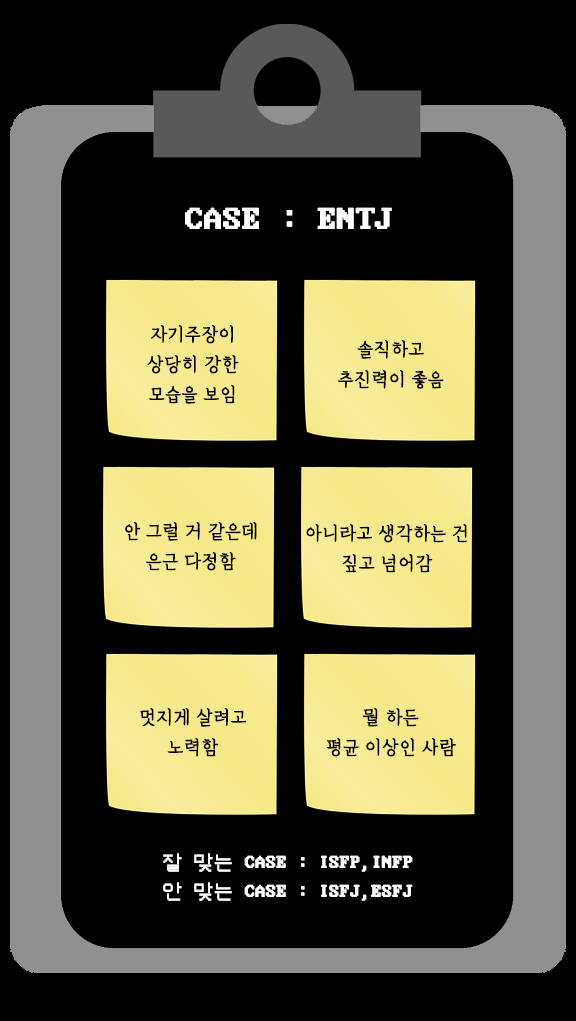 CASE : ENTJ
자기주장이
상당히 강한
모습을 보임
솔직하고
추진력이 좋음
안 그럴 거 같은데
은근 다정함
아니라고 생각하는 건
짚고 넘어감
멋지게 살려고
노력함
뭘 하든
평균 이상인 사람
잘 맞는 CASE : ISFP,INFP
안 맞는 CASE : ISFJ,ESFJ